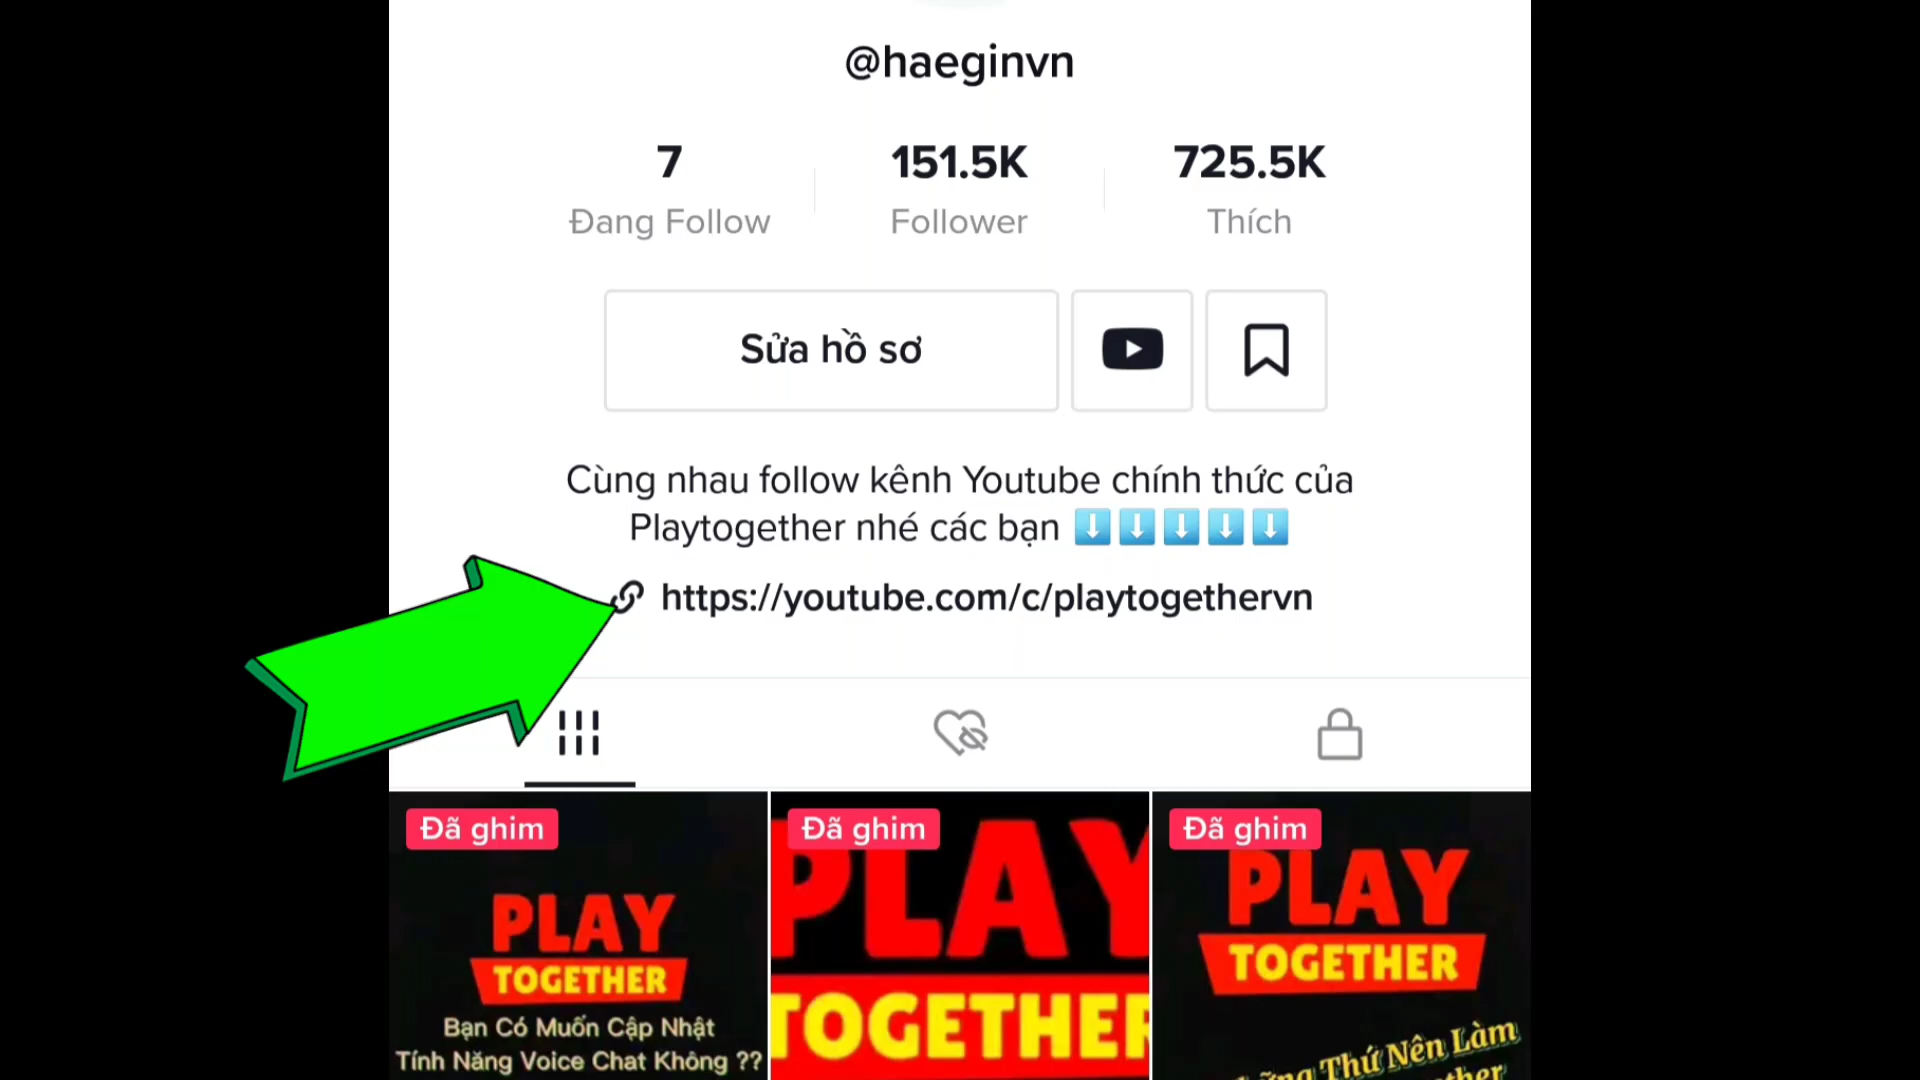 @haeginvn
7 151.5K 725.5K
Đang Follow Follower Thích
Sửa hồ sơ
Cùng nhau follow kênh Youtube chính thức của
Playtogether nhé các bạn ⬇️⬇️⬇️⬇️⬇️
https://youtube.com/c/playtogethervn
Đã ghim
PLAY
TOGETHER
Bạn Có Muốn Cập Nhật
Tính Năng Voice Chat Không ??
Đã ghim
PLAY
TOGETHER
Đã ghim
PLAY
TOGETHER
Thứ Nên Làm